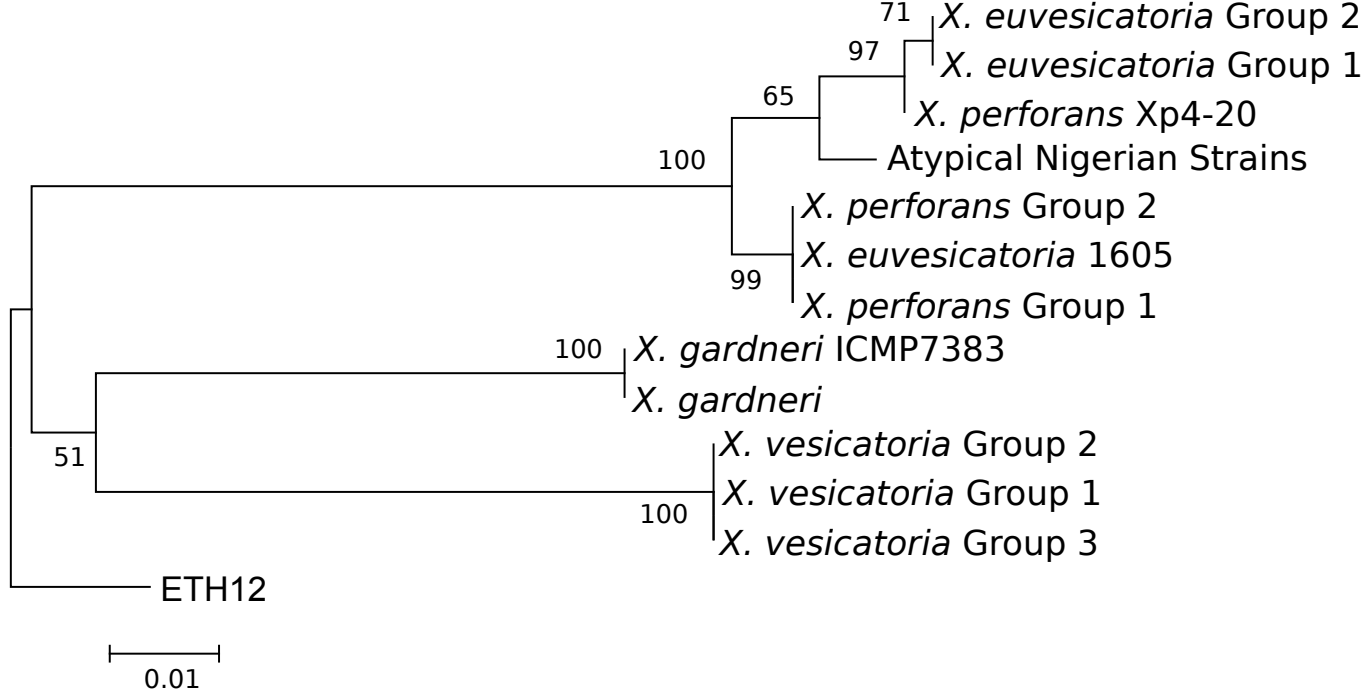 71
X. euvesicatoria Group 2
97
X. euvesicatoria Group 1
65
X. perforans Xp4-20
100
Atypical Nigerian Strains
X. perforans Group 2
X. euvesicatoria 1605
99
X. perforans Group 1
100
X. gardneri ICMP7383
X. gardneri
51
X. vesicatoria Group 2
X. vesicatoria Group 1
100
X. vesicatoria Group 3
ETH12
0.01